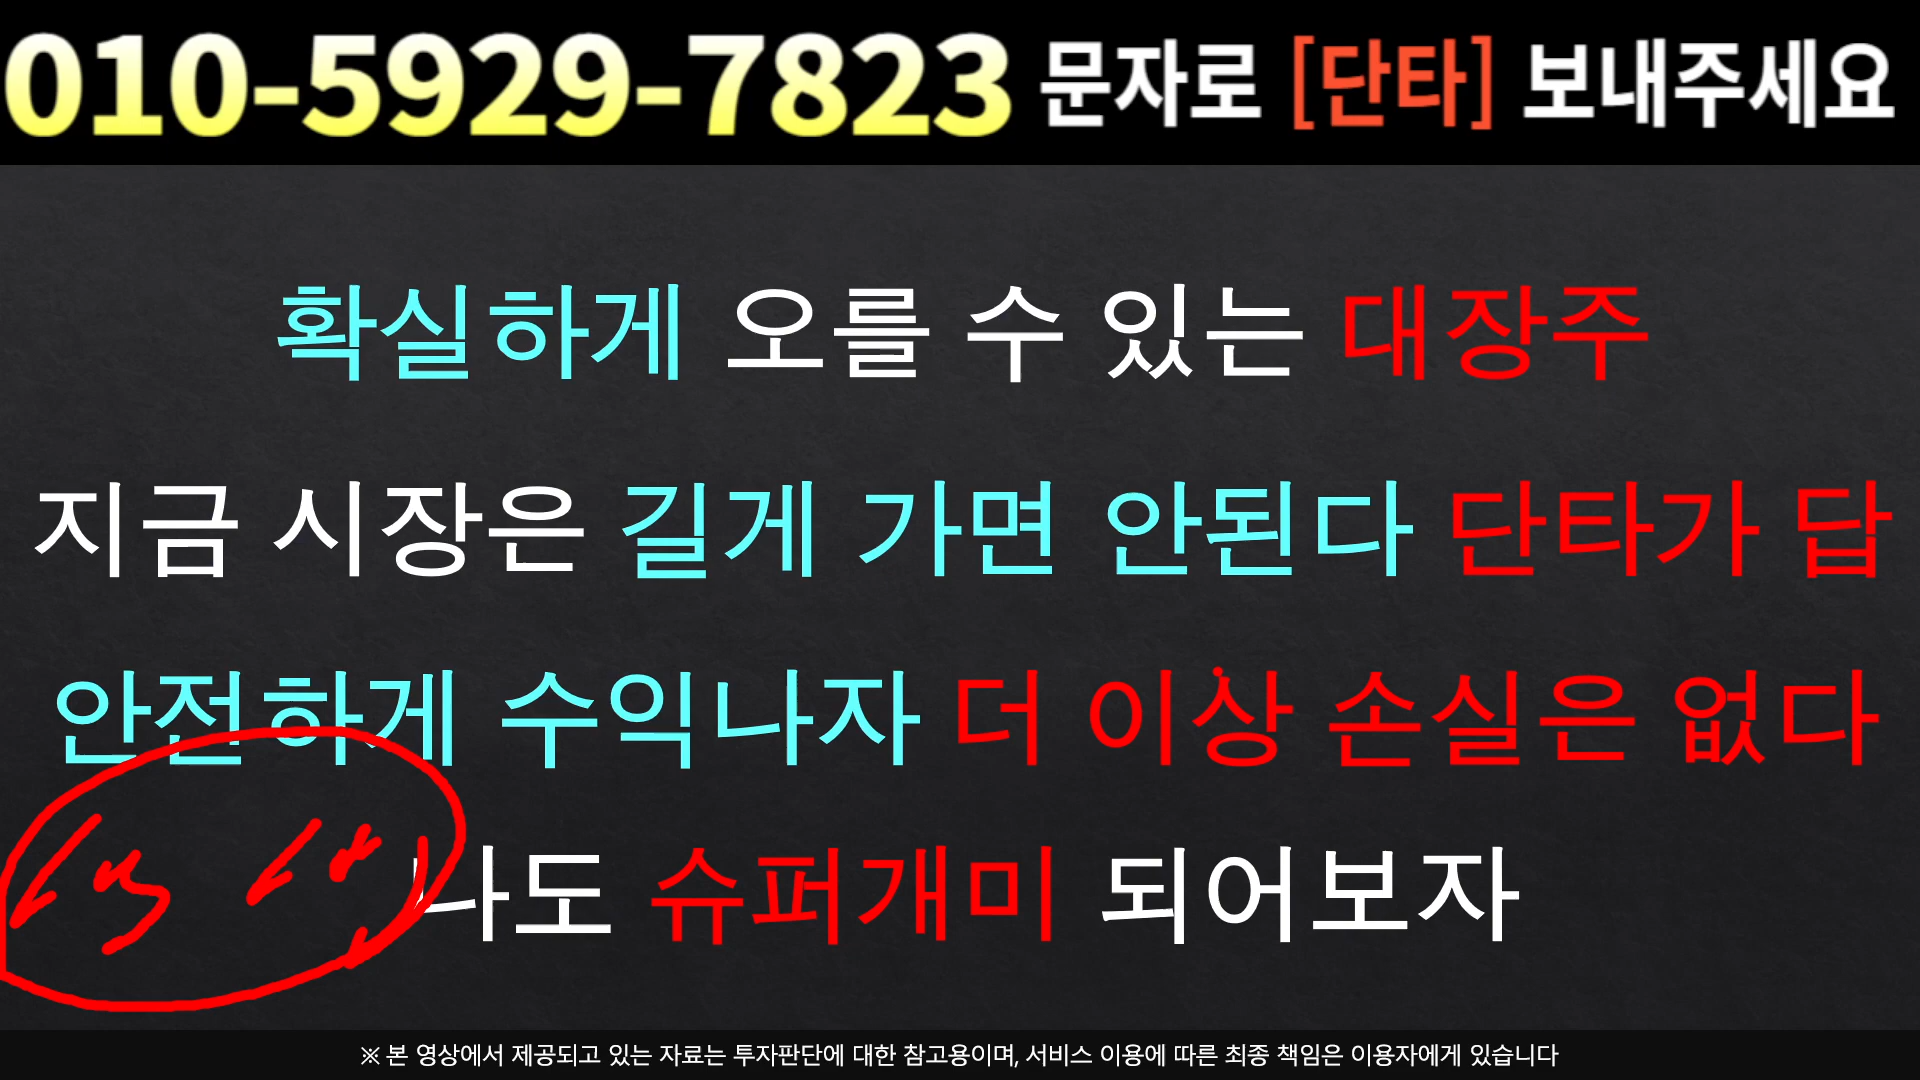 010-5929-7823 문자로 [단타] 보내주세요
확실하게 오를 수 있는 대장주
지금 시장은 길게 가면 안된다 단타가 답
안전하게 수익나자 더 이상 손실은 없다
나도 슈퍼개미 되어보자
※ 본 영상에서 제공되고 있는 자료는 투자판단에 대한 참고용이며, 서비스 이용에 따른 최종 책임은 이용자에게 있습니다